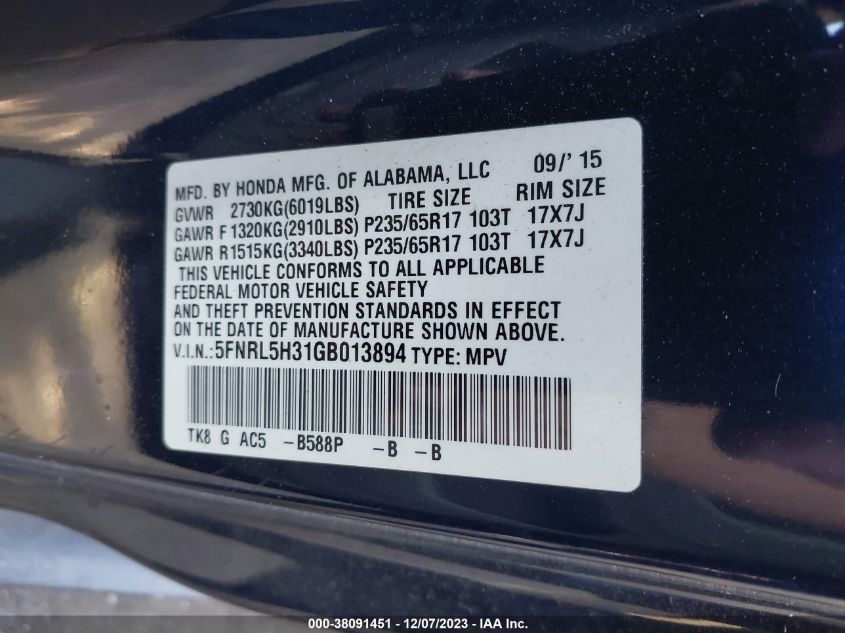 MFD. BY HONDA MFG. OF ALABAMA, LLC 09/' 15
GVWR 2730KG(6019LBS) TIRE SIZE RIM SIZE
GAWR F1320KG(2910LBS) P235/65R17 103T 17X7J
GAWR R1515KG(3340LBS) P235/65R17 103T 17X7J
THIS VEHICLE CONFORMS TO ALL APPLICABLE
FEDERAL MOTOR VEHICLE SAFETY
AND THEFT PREVENTION STANDARDS IN EFFECT
ON THE DATE OF MANUFACTURE SHOWN ABOVE.
V.I.N.:5FNRL5H31GB013894 TYPE: MPV
TK8 G AC5 -B588P -B -B
000-38091451 - 12/07/2023 - IAA Inc.